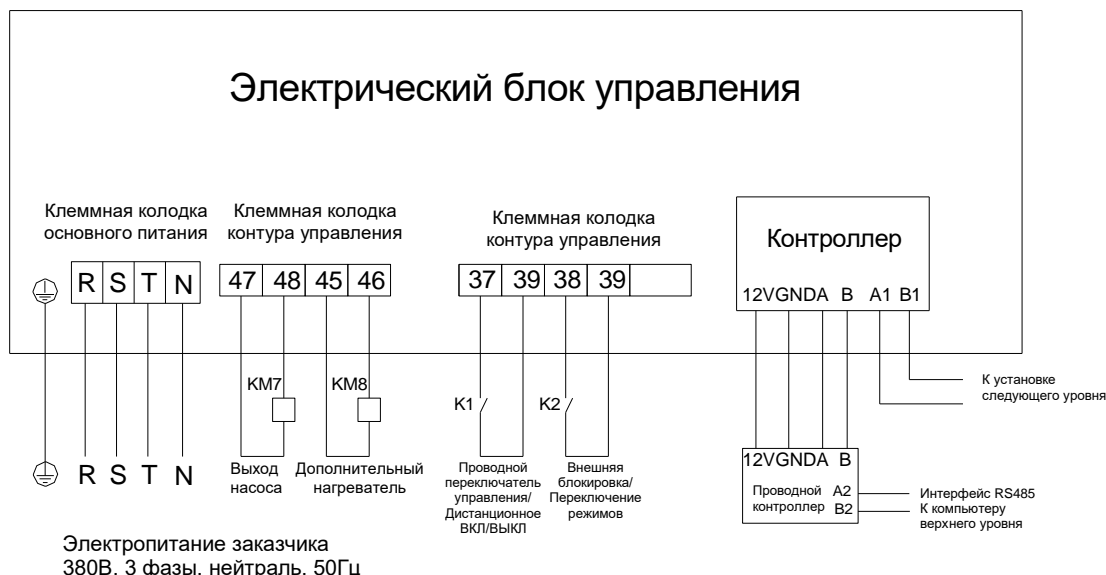 Электрический блок управления
Клеммная колодка
основного питания
Клеммная колодка
контура управления
Клеммная колодка
контура управления
Контроллер
R S T N
47 48 45 46
37 39 38 39
12V GND A B A1 B1
KM7
KM8
K1
K2
К установке
следующего уровня
R S T N
Выход
насоса
Дополнительный
нагреватель
Проводной
переключатель
управления/
Дистанционное
ВКЛ/ВЫКЛ
Внешняя
блокировка/
Переключение
режимов
12V GND A B
Проводной
контроллер
A2
B2
Интерфейс RS485
К компьютеру
верхнего уровня
Электропитание заказчика
380В, 3 фазы, нейтраль, 50Гц